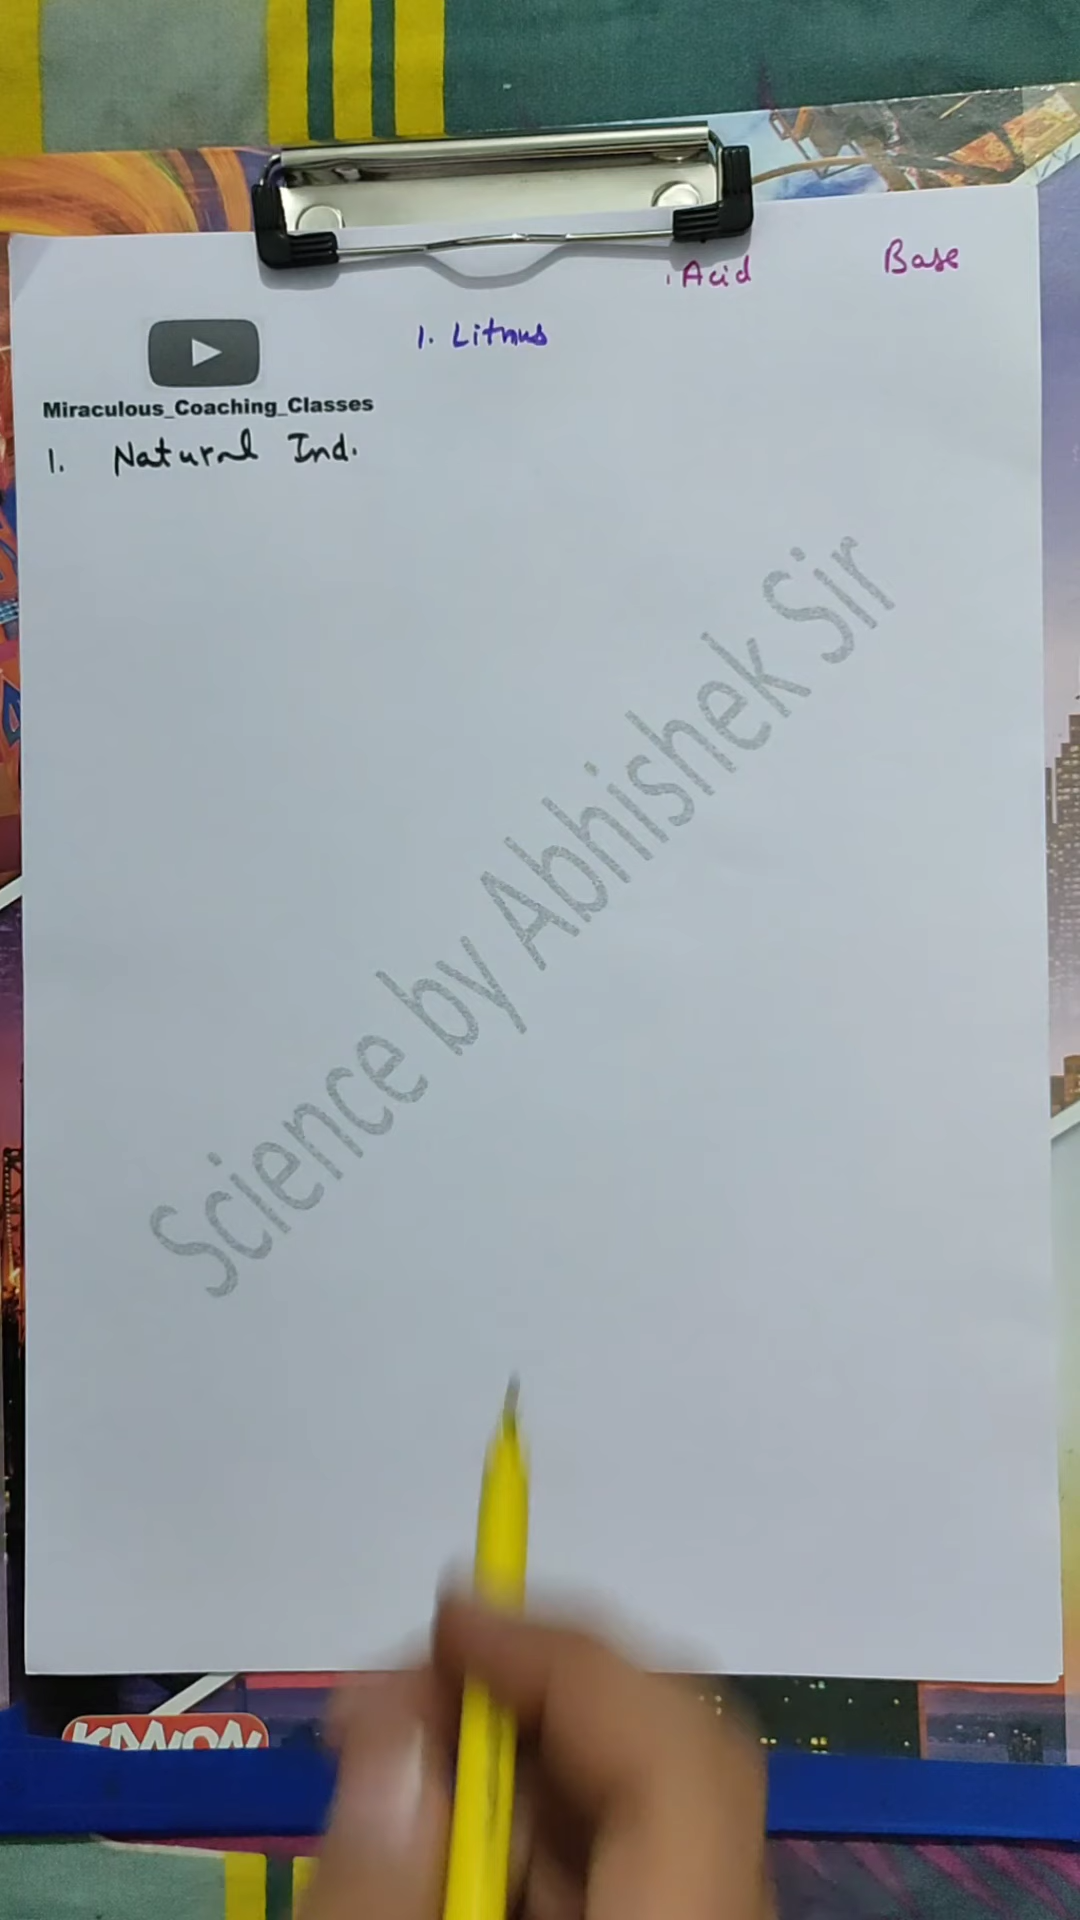 Acid Base
1. Litmus
Miraculous_Coaching_Classes
1. Natural Ind.
Science by Abhishek Sir